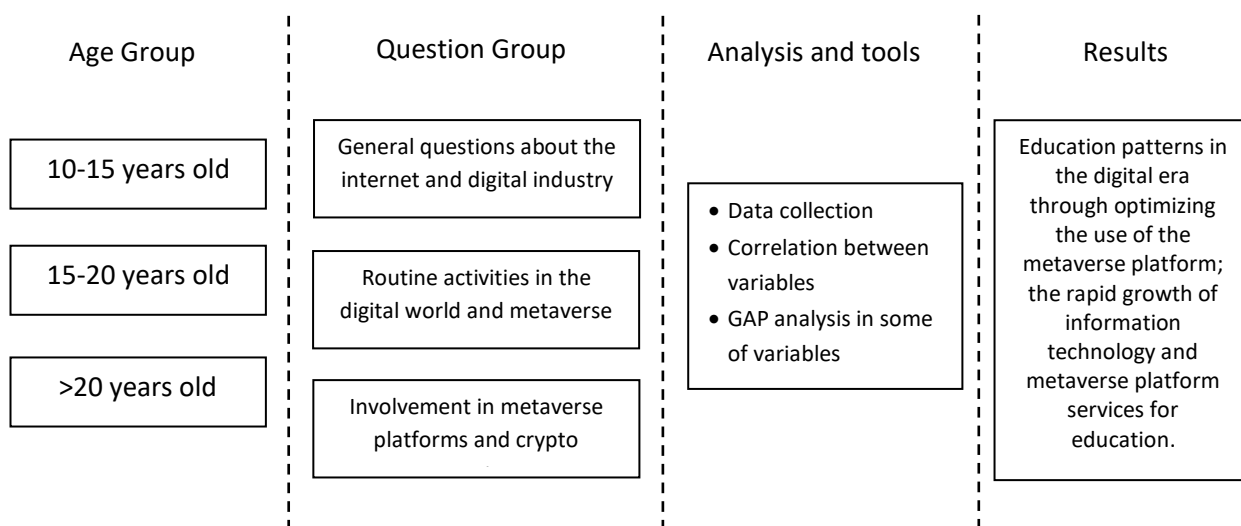 Age Group
10-15 years old
15-20 years old
>20 years old
Question Group
General questions about the
internet and digital industry
Routine activities in the
digital world and metaverse
Involvement in metaverse
platforms and crypto
Analysis and tools
• Data collection
• Correlation between
variables
• GAP analysis in some
of variables
Results
Education patterns in
the digital era
through optimizing
the use of the
metaverse platform;
the rapid growth of
information
technology and
metaverse platform
services for
education.